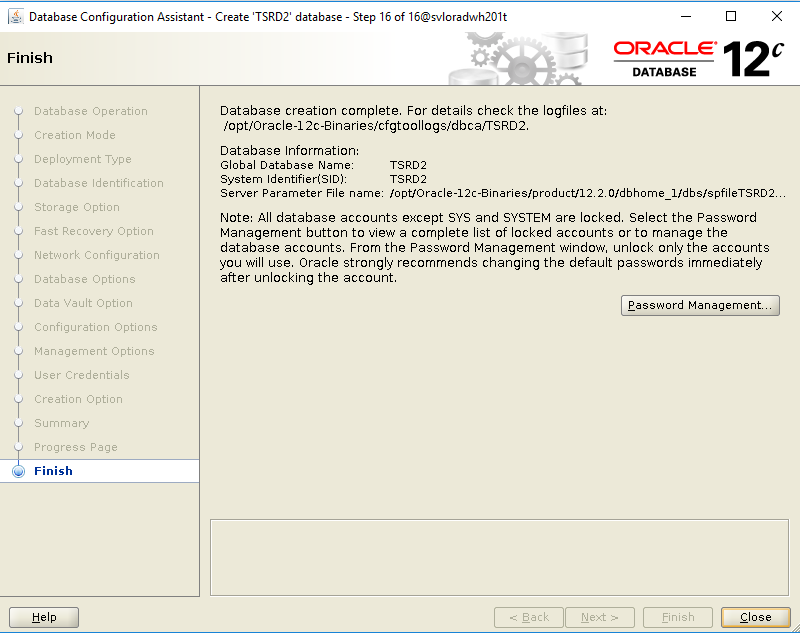 Database Configuration Assistant - Create 'TSRD2' database - Step 16 of 16@svloradwh201t
Finish
ORACLE
DATABASE
12c
Database Operation
Creation Mode
Deployment Type
Database Identification
Storage Option
Fast Recovery Option
Network Configuration
Database Options
Data Vault Option
Configuration Options
Management Options
User Credentials
Creation Option
Summary
Progress Page
Finish
Database creation complete. For details check the logfiles at:
/opt/Oracle-12c-Binaries/cfgtoollogs/dbca/TSRD2.
Database Information:
Global Database Name: TSRD2
System Identifier(SID): TSRD2
Server Parameter File name: /opt/Oracle-12c-Binaries/product/12.2.0/dbhome_1/dbs/spfileTSRD2...
Note: All database accounts except SYS and SYSTEM are locked. Select the Password
Management button to view a complete list of locked accounts or to manage the
database accounts. From the Password Management window, unlock only the accounts
you will use. Oracle strongly recommends changing the default passwords immediately
after unlocking the account.
Password Management...
Help
< Back
Next >
Finish
Close